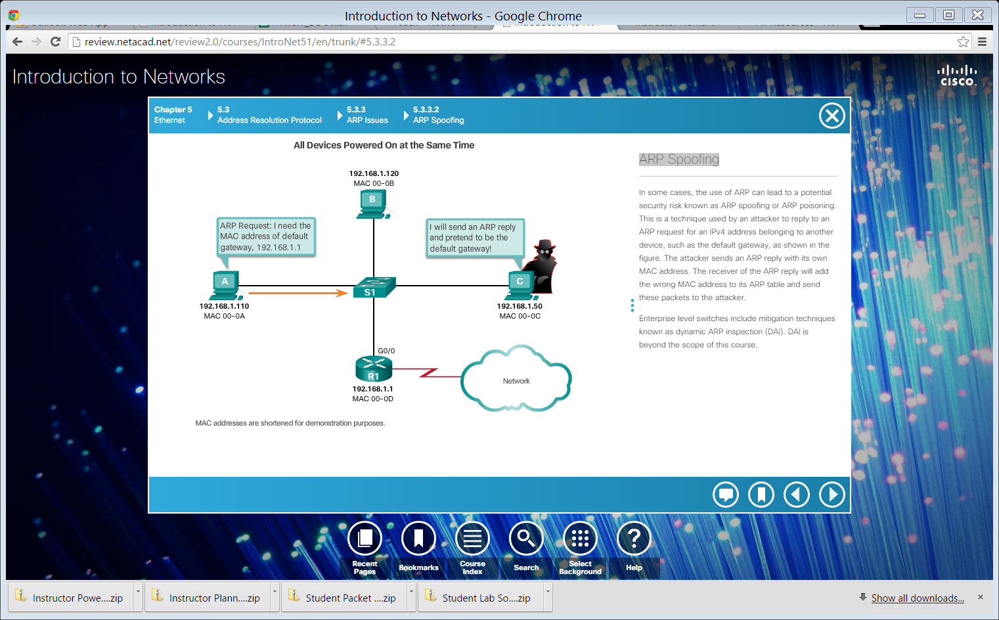 Introduction to Networks - Google Chrome
review.netacad.net/review2.0/courses/IntroNet51/en/trunk/#5.3.3.2
Introduction to Networks
CISCO
Chapter 5
Ethernet
5.3
Address Resolution Protocol
5.3.3
ARP Issues
5.3.3.2
ARP Spoofing
All Devices Powered On at the Same Time
192.168.1.120
MAC 00-0B
B
ARP Request: I need the
MAC address of default
gateway, 192.168.1.1
I will send an ARP reply
and pretend to be the
default gateway!
A
S1
C
192.168.1.110
MAC 00-0A
192.168.1.50
MAC 00-0C
G0/0
R1
192.168.1.1
MAC 00-0D
Network
MAC addresses are shortened for demonstration purposes.
ARP Spoofing
In some cases, the use of ARP can lead to a potential
security risk known as ARP spoofing or ARP poisoning.
This is a technique used by an attacker to reply to an
ARP request for an IPv4 address belonging to another
device, such as the default gateway, as shown in the
figure. The attacker sends an ARP reply with its own
MAC address. The receiver of the ARP reply will add
the wrong MAC address to its ARP table and send
these packets to the attacker.
Enterprise level switches include mitigation techniques
known as dynamic ARP inspection (DAI). DAI is
beyond the scope of this course.
Recent
Pages
Bookmarks
Course
Index
Search
Select
Background
?
Help
Instructor Powe....zip
Instructor Plann....zip
Student Packet ....zip
Student Lab So....zip
Show all downloads...